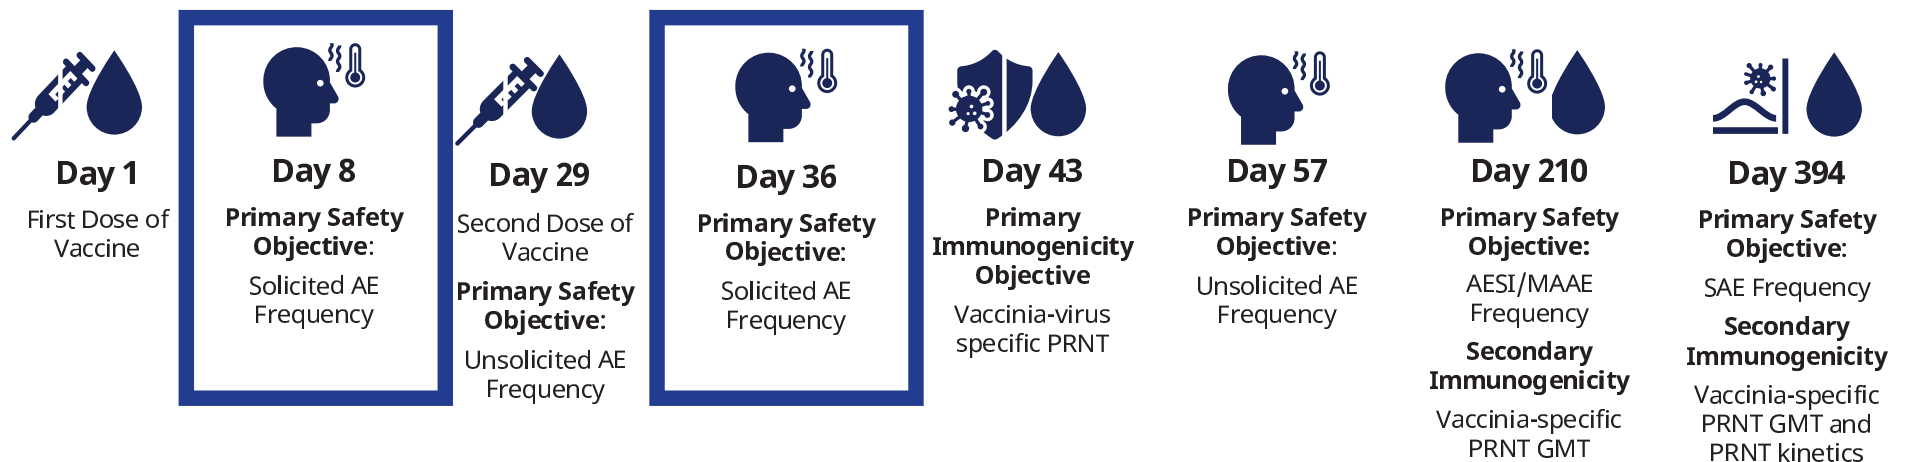 Day 1
First Dose of
Vaccine
Day 8
Primary Safety
Objective:
Solicited AE
Frequency
Day 29
Second Dose of
Vaccine
Primary Safety
Objective:
Unsolicited AE
Frequency
Day 36
Primary Safety
Objective:
Solicited AE
Frequency
Day 43
Primary
Immunogenicity
Objective
Vaccinia-virus
specific PRNT
Day 57
Primary Safety
Objective:
Unsolicited AE
Frequency
Day 210
Primary Safety
Objective:
AESI/MAAE
Frequency
Secondary
Immunogenicity
Vaccinia-specific
PRNT GMT
Day 394
Primary Safety
Objective:
SAE Frequency
Secondary
Immunogenicity
Vaccinia-specific
PRNT GMT and
PRNT kinetics